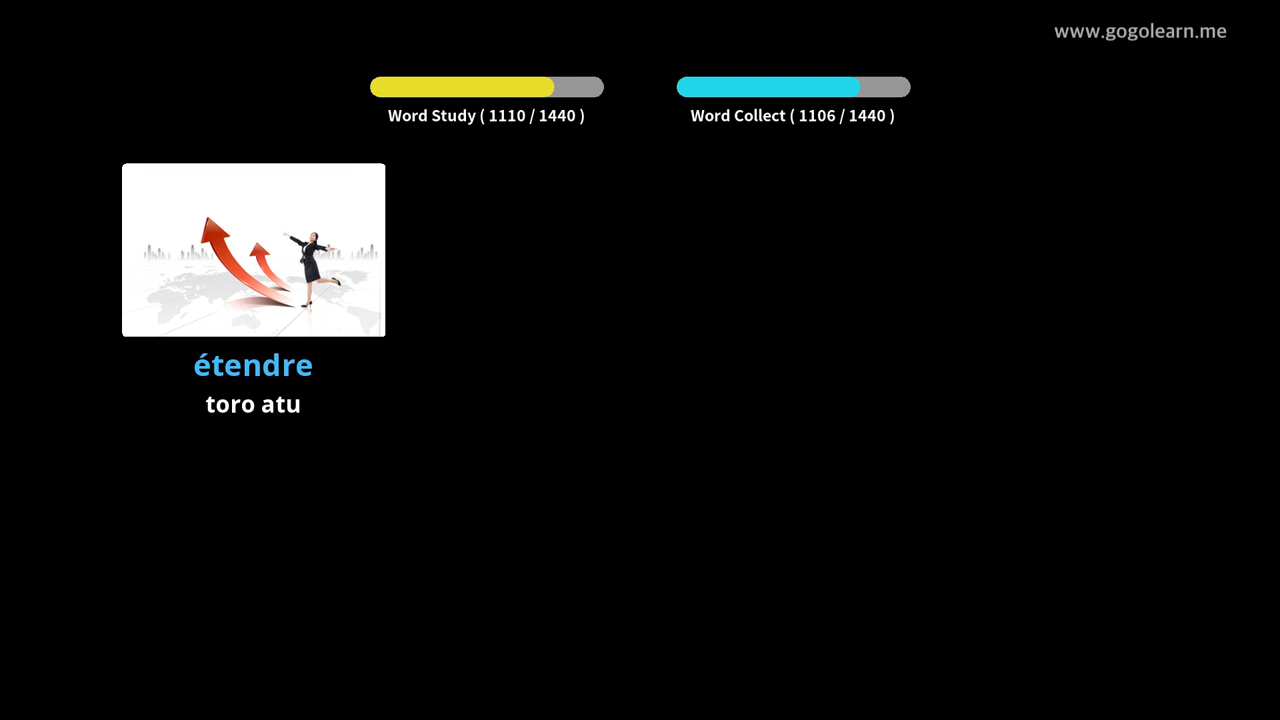 www.gogolearn.me
Word Study ( 1110 / 1440 )
Word Collect ( 1106 / 1440 )
étendre
toro atu